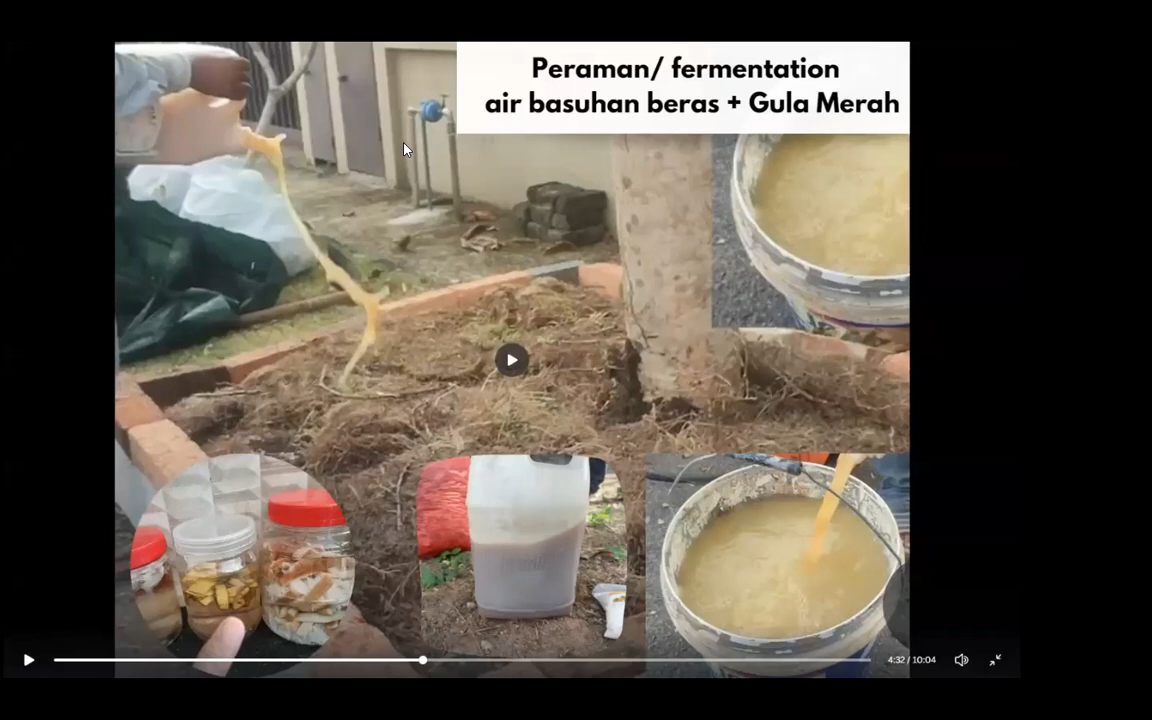 Peraman/ fermentation
air basuhan beras + Gula Merah
4:32 / 10:04